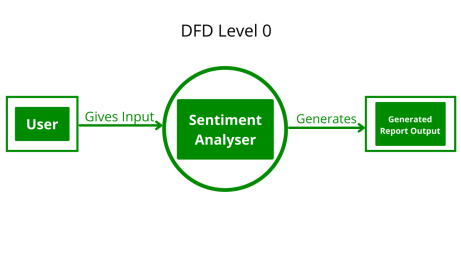 DFD Level 0
User
Gives Input
Sentiment
Analyser
Generates
Generated
Report Output